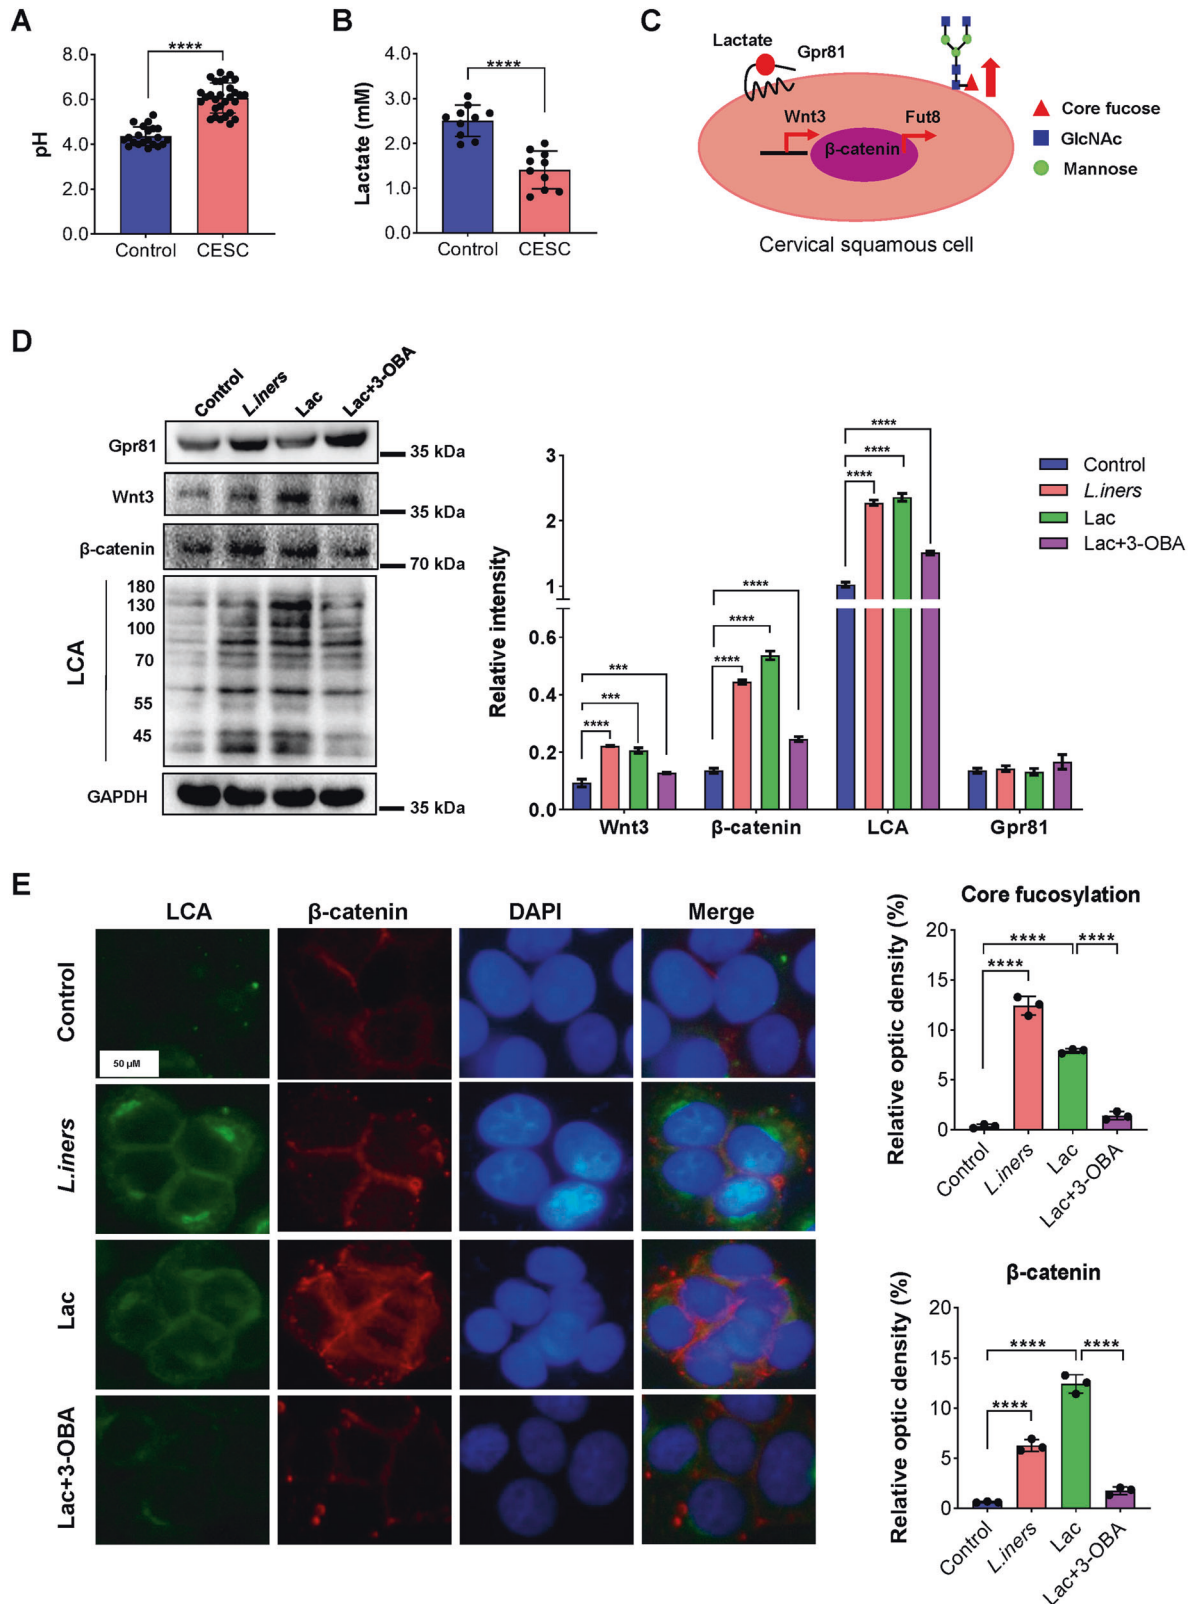 A
8.0
6.0
4.0
2.0
0.0
pH
****
Control
CESC
B
4.0
3.0
2.0
1.0
0.0
Lactate (mM)
****
Control
CESC
C
Lactate
Gpr81
Wnt3
Fut8
β-catenin
Core fucose
GlcNAc
Mannose
Cervical squamous cell
D
Control
L.iners
Lac
Lac+3-OBA
Gpr81
35 kDa
Wnt3
35 kDa
β-catenin
70 kDa
LCA
180
130
100
70
55
45
GAPDH
35 kDa
Relative intensity
3
2
1
0.6
0.4
0.2
0.0
****
***
***
****
****
****
****
****
****
Wnt3
β-catenin
LCA
Gpr81
Control
L.iners
Lac
Lac+3-OBA
E
LCA
β-catenin
DAPI
Merge
Control
50 μM
L.iners
Lac
Lac+3-OBA
Core fucosylation
Relative optic density (%)
20
15
10
5
0
****
****
****
Control
L.iners
Lac
Lac+3-OBA
β-catenin
Relative optic density (%)
20
15
10
5
0
****
****
****
Control
L.iners
Lac
Lac+3-OBA